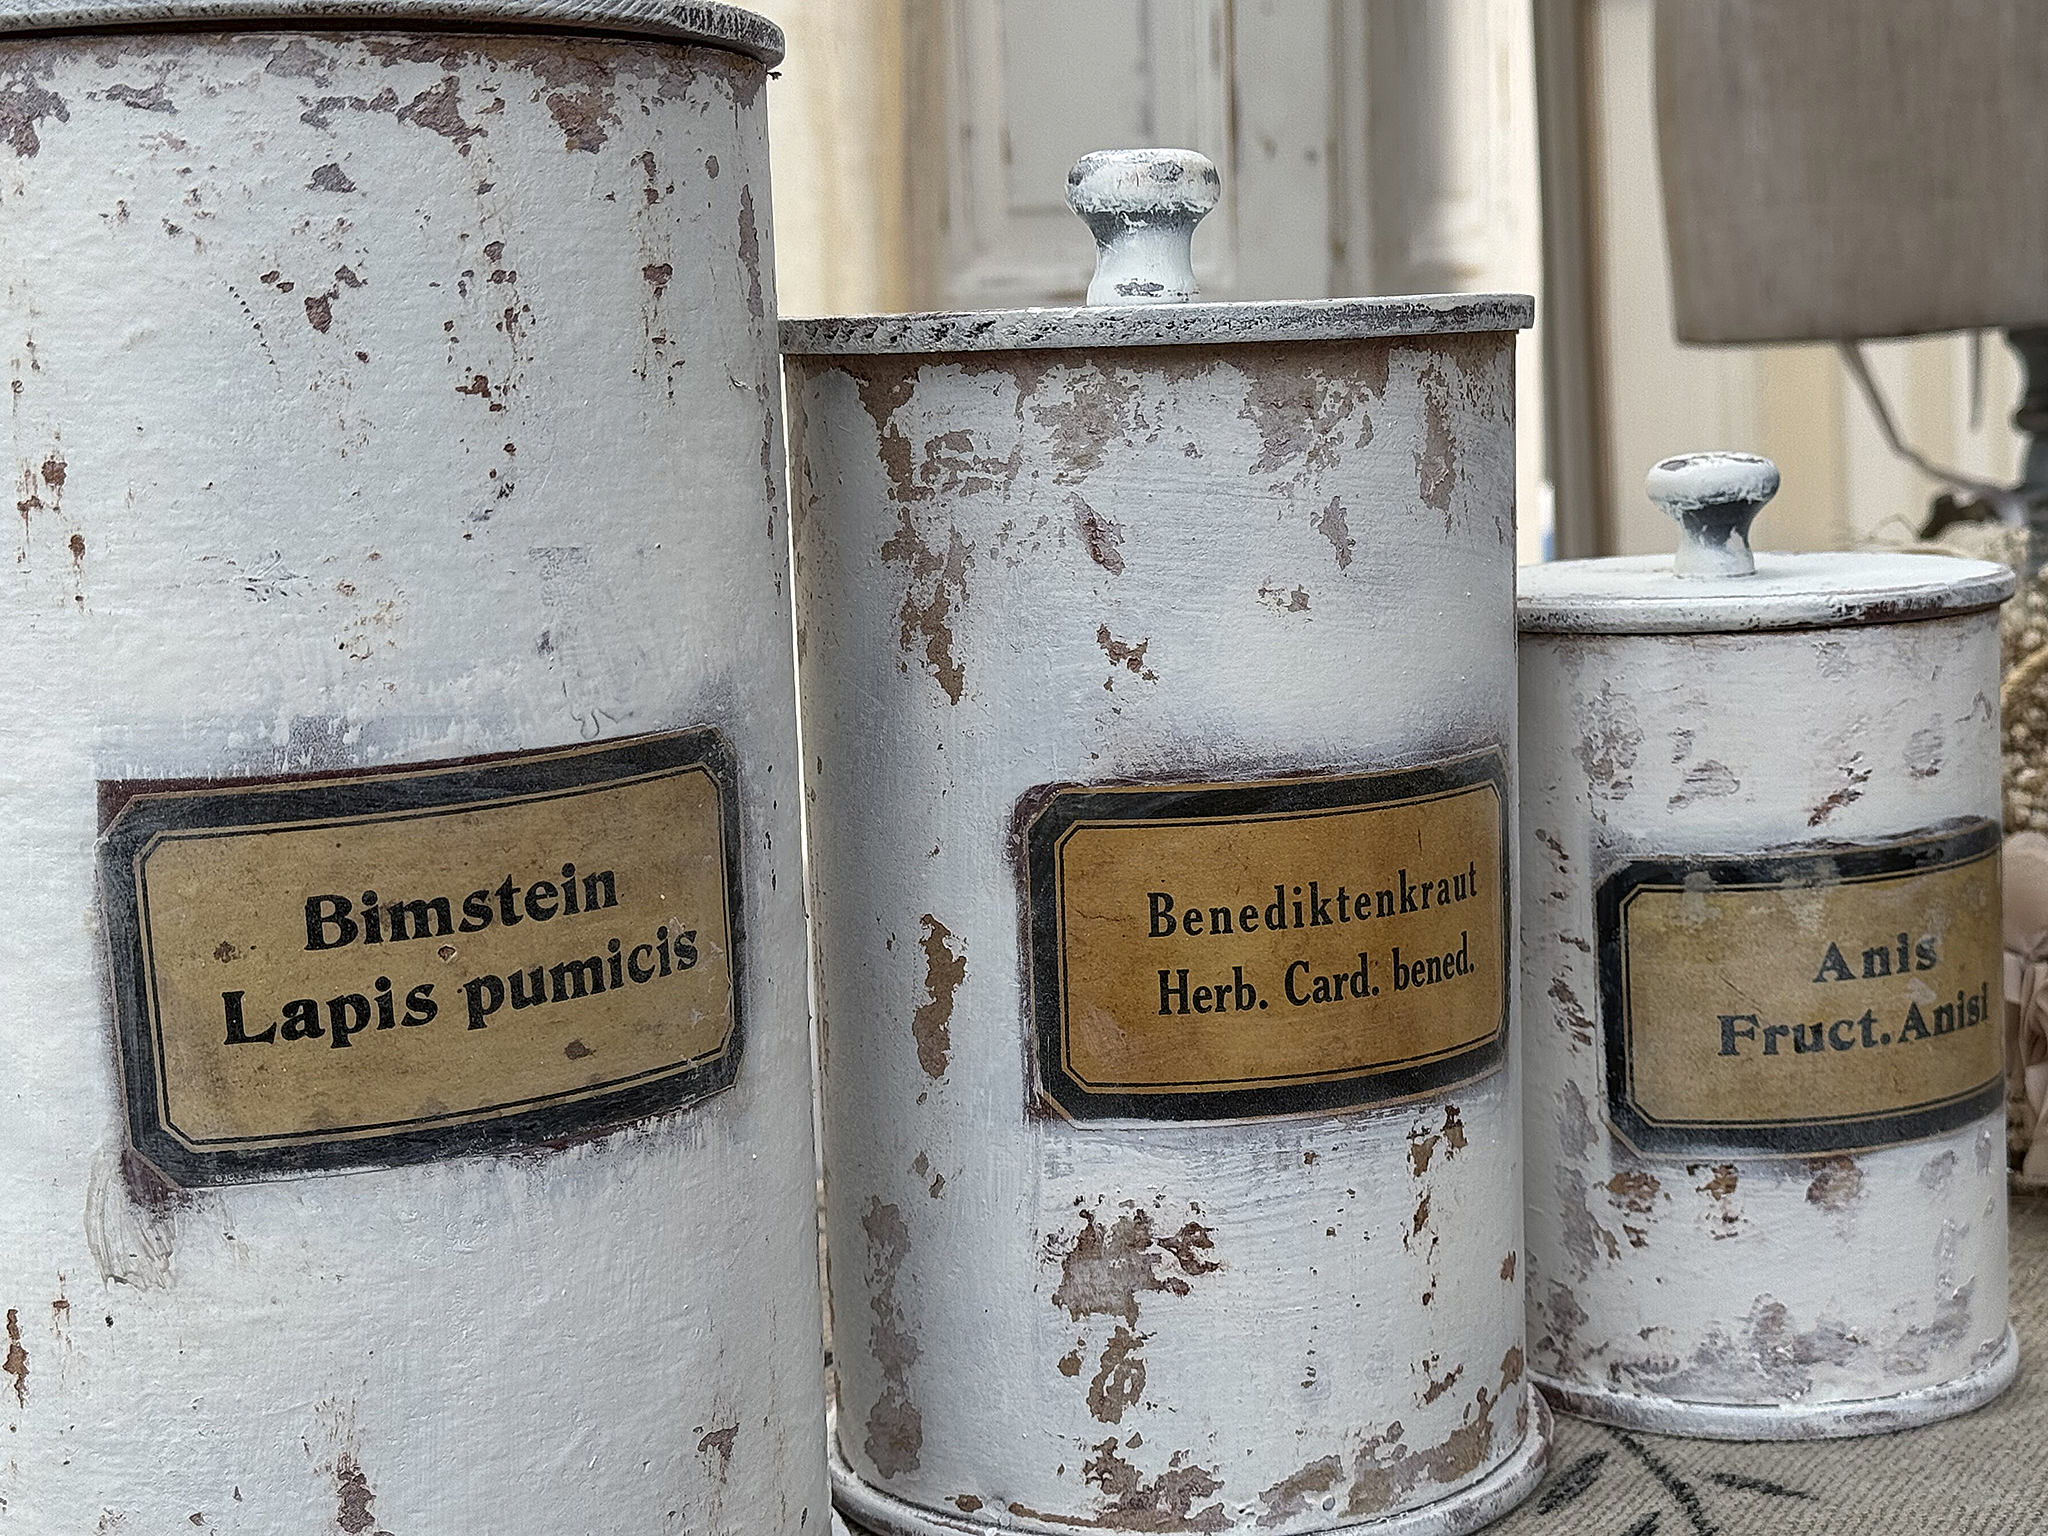 Bimstein
Lapis pumicis
Benediktenkraut
Herb. Card. bened.
Anis
Fruct. Anisi